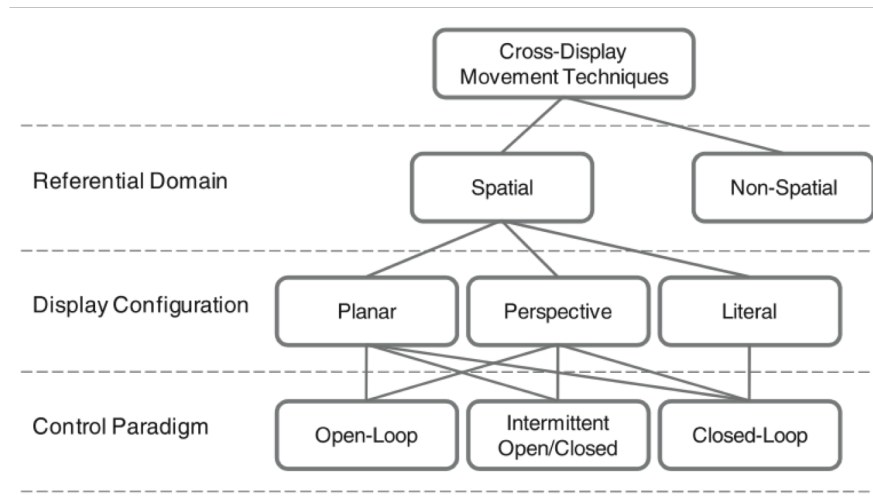 Cross-Display
Movement Techniques
Referential Domain
Spatial
Non-Spatial
Display Configuration
Planar
Perspective
Literal
Control Paradigm
Open-Loop
Intermittent
Open/Closed
Closed-Loop